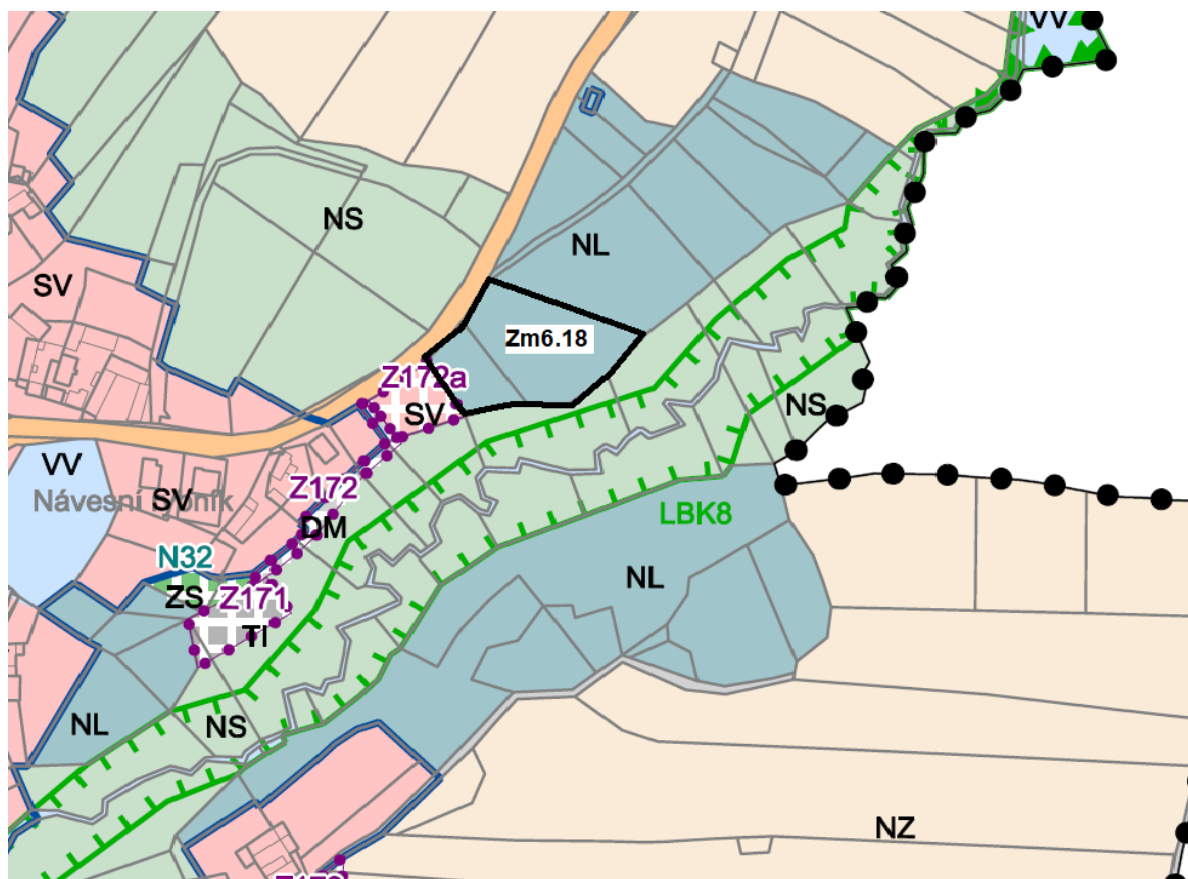 VV
NS
NL
SV
Zm6.18
Z172a
SV
NS
VV
Z172
SV
Návesní
LBK8
DM
N32
NL
ZS
Z171
TI
NL
NS
NZ